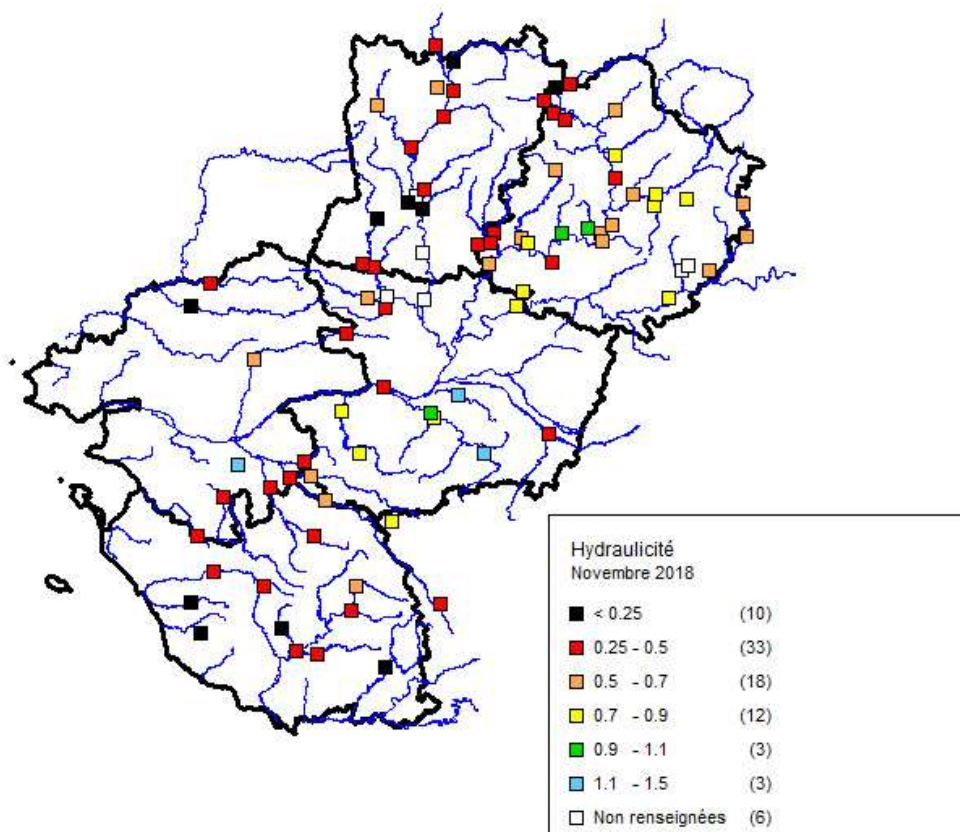 Hydraulicité
Novembre 2018
< 0.25 (10)
0.25 - 0.5 (33)
0.5 - 0.7 (18)
0.7 - 0.9 (12)
0.9 - 1.1 (3)
1.1 - 1.5 (3)
Non renseignées (6)